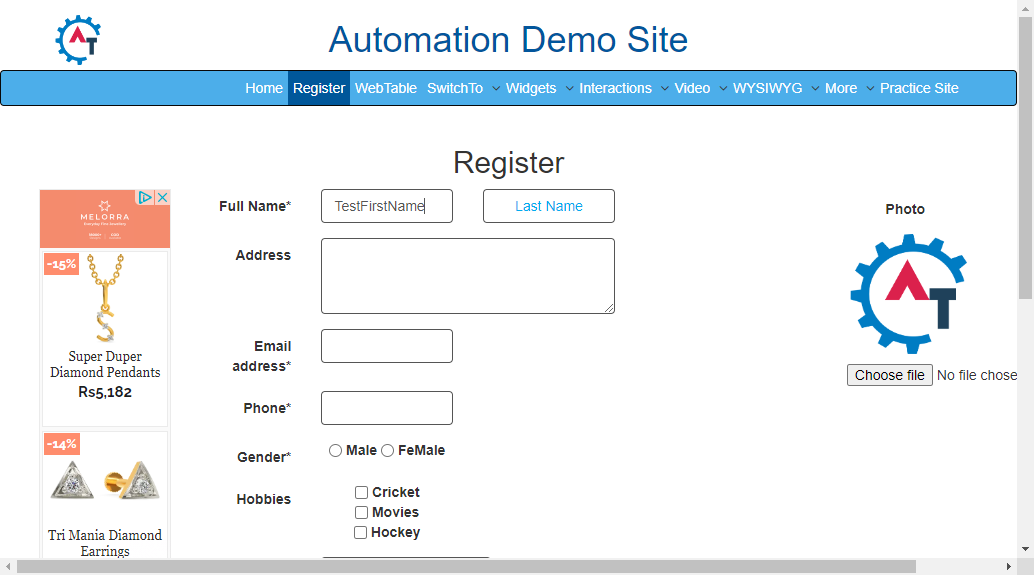 Automation Demo Site
Home Register WebTable SwitchTo Widgets Interactions Video WYSIWYG More Practice Site
Register
Full Name* TestFirstName Last Name
Photo
Address
Email address*
Phone*
Gender* Male FeMale
Hobbies Cricket
Movies
Hockey
Choose file No file chose
MELORRA
-15%
Super Duper
Diamond Pendants
Rs5,182
-14%
Tri Mania Diamond
Earrings